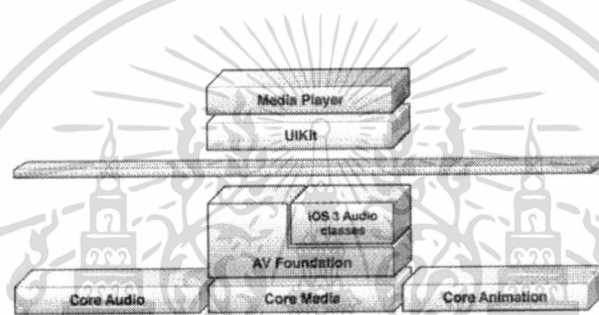 Media Player
UIKit
iOS 3 Audio
classes
AV Foundation
Core Audio
Core Media
Core Animation